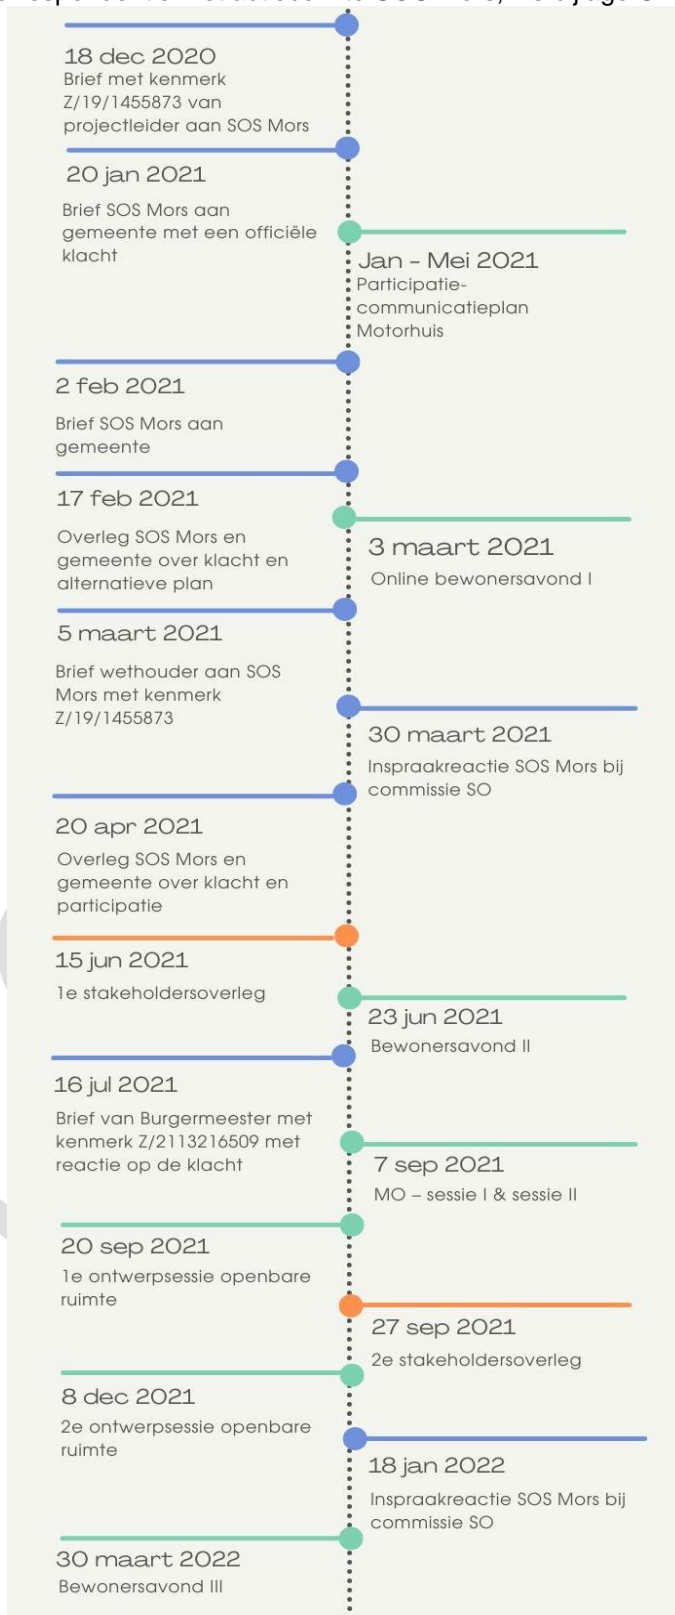 18 dec 2020
Brief met kenmerk
Z/19/1455873 van
projectleider aan SOS Mors
20 jan 2021
Brief SOS Mors aan
gemeente met een officiële
klacht
Jan - Mei 2021
Participatie-
communicatieplan
Motorhuis
2 feb 2021
Brief SOS Mors aan
gemeente
17 feb 2021
Overleg SOS Mors en
gemeente over klacht en
alternatieve plan
3 maart 2021
Online bewonersavond I
5 maart 2021
Brief wethouder aan SOS
Mors met kenmerk
Z/19/1455873
30 maart 2021
Inspraakreactie SOS Mors bij
commissie SO
20 apr 2021
Overleg SOS Mors en
gemeente over klacht en
participatie
15 jun 2021
1e stakeholdersoverleg
23 jun 2021
Bewonersavond II
16 jul 2021
Brief van Burgermeester met
kenmerk Z/2113216509 met
reactie op de klacht
7 sep 2021
MO – sessie I & sessie II
20 sep 2021
1e ontwerpsessie openbare
ruimte
27 sep 2021
2e stakeholdersoverleg
8 dec 2021
2e ontwerpsessie openbare
ruimte
18 jan 2022
Inspraakreactie SOS Mors bij
commissie SO
30 maart 2022
Bewonersavond III